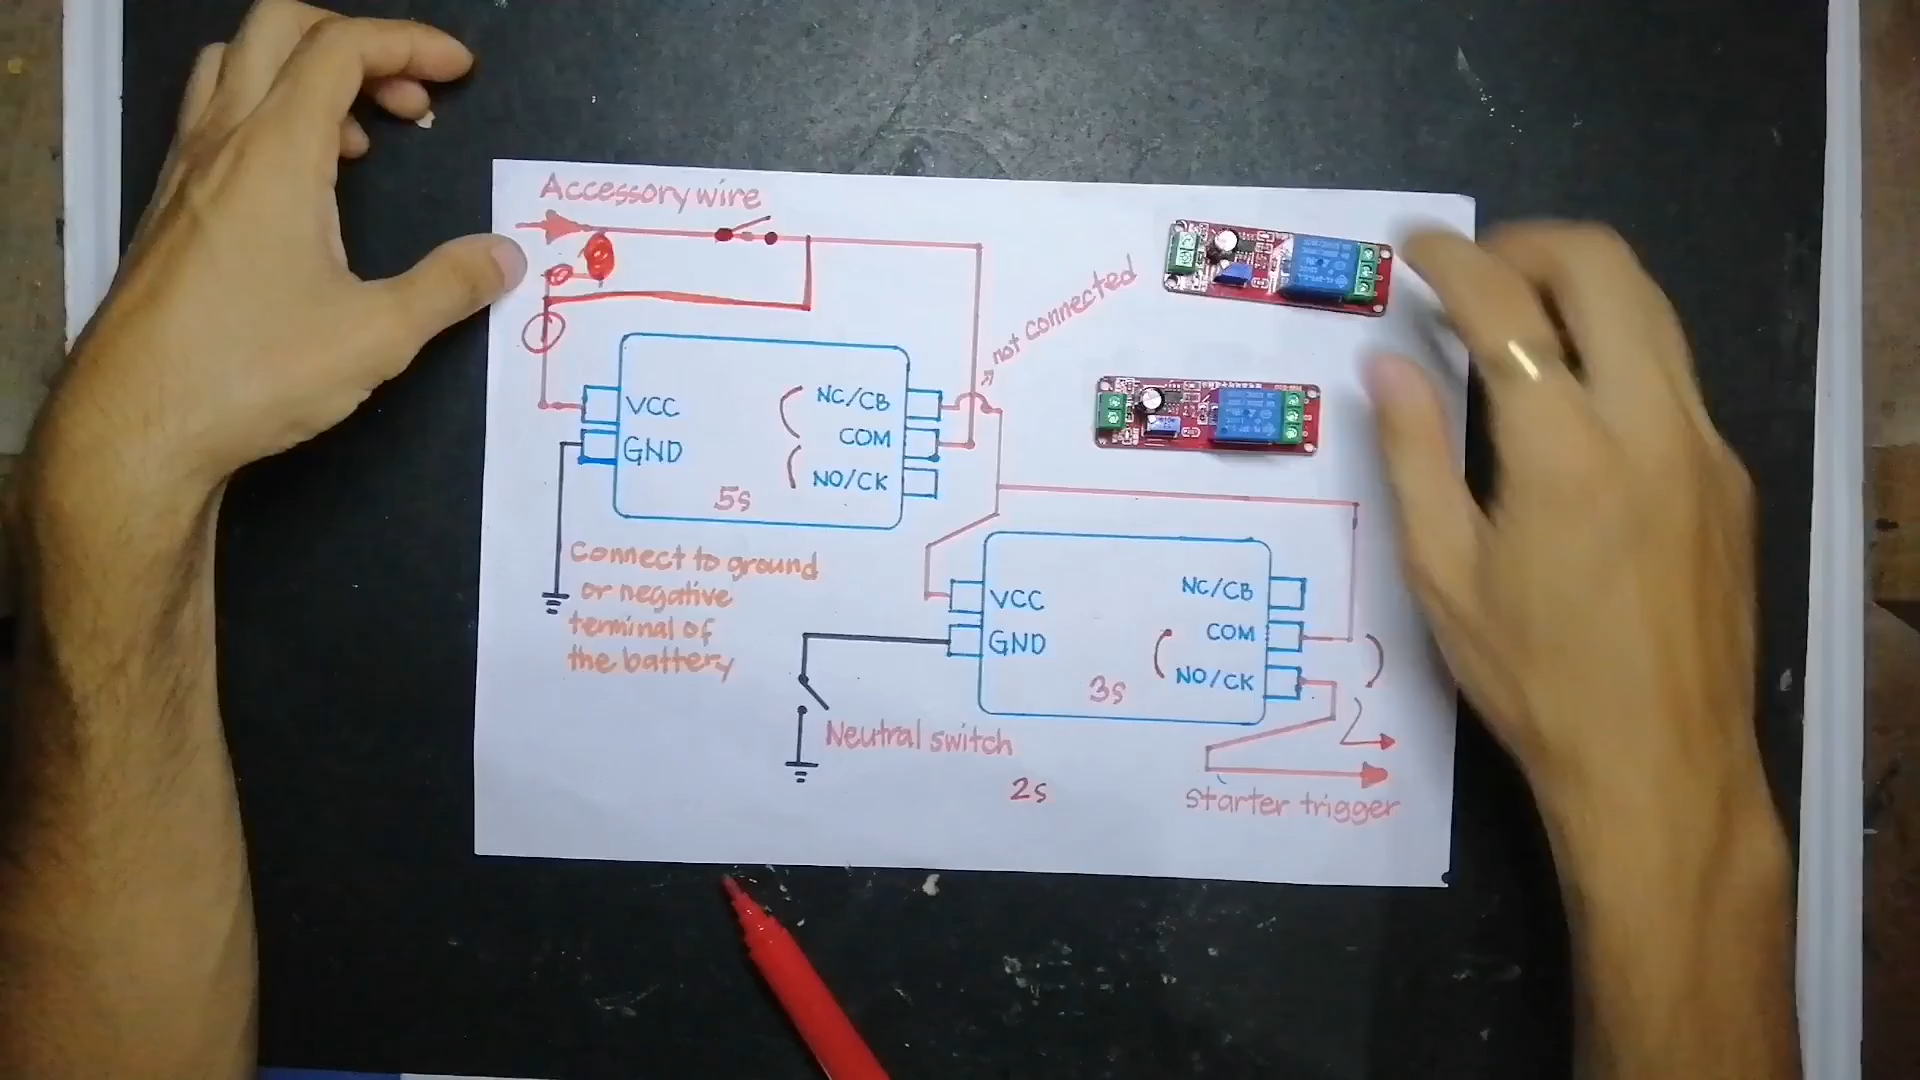 Accessory wire
not connected
VCC
GND
NC/CB
COM
NO/CK
5s
Connect to ground
or negative
terminal of
the battery
VCC
GND
NC/CB
COM
NO/CK
3s
Neutral switch
2s
Starter trigger